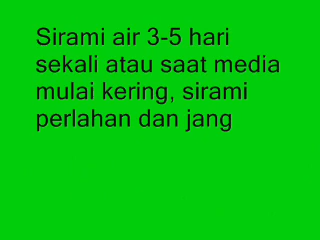 Sirami air 3-5 hari
sekali atau saat media
mulai kering, sirami
perlahan dan jang